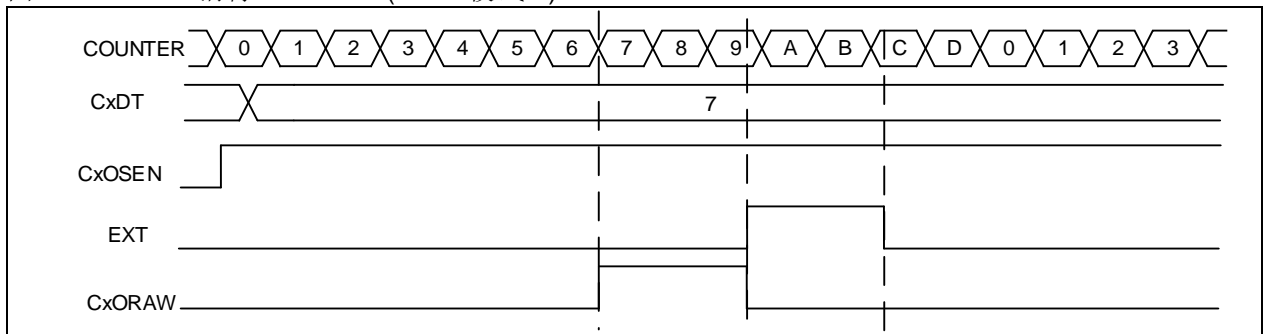 COUNTER 0 1 2 3 4 5 6 7 8 9 A B C D 0 1 2 3
CxDT 7
CxOSEN
EXT
CxORAW